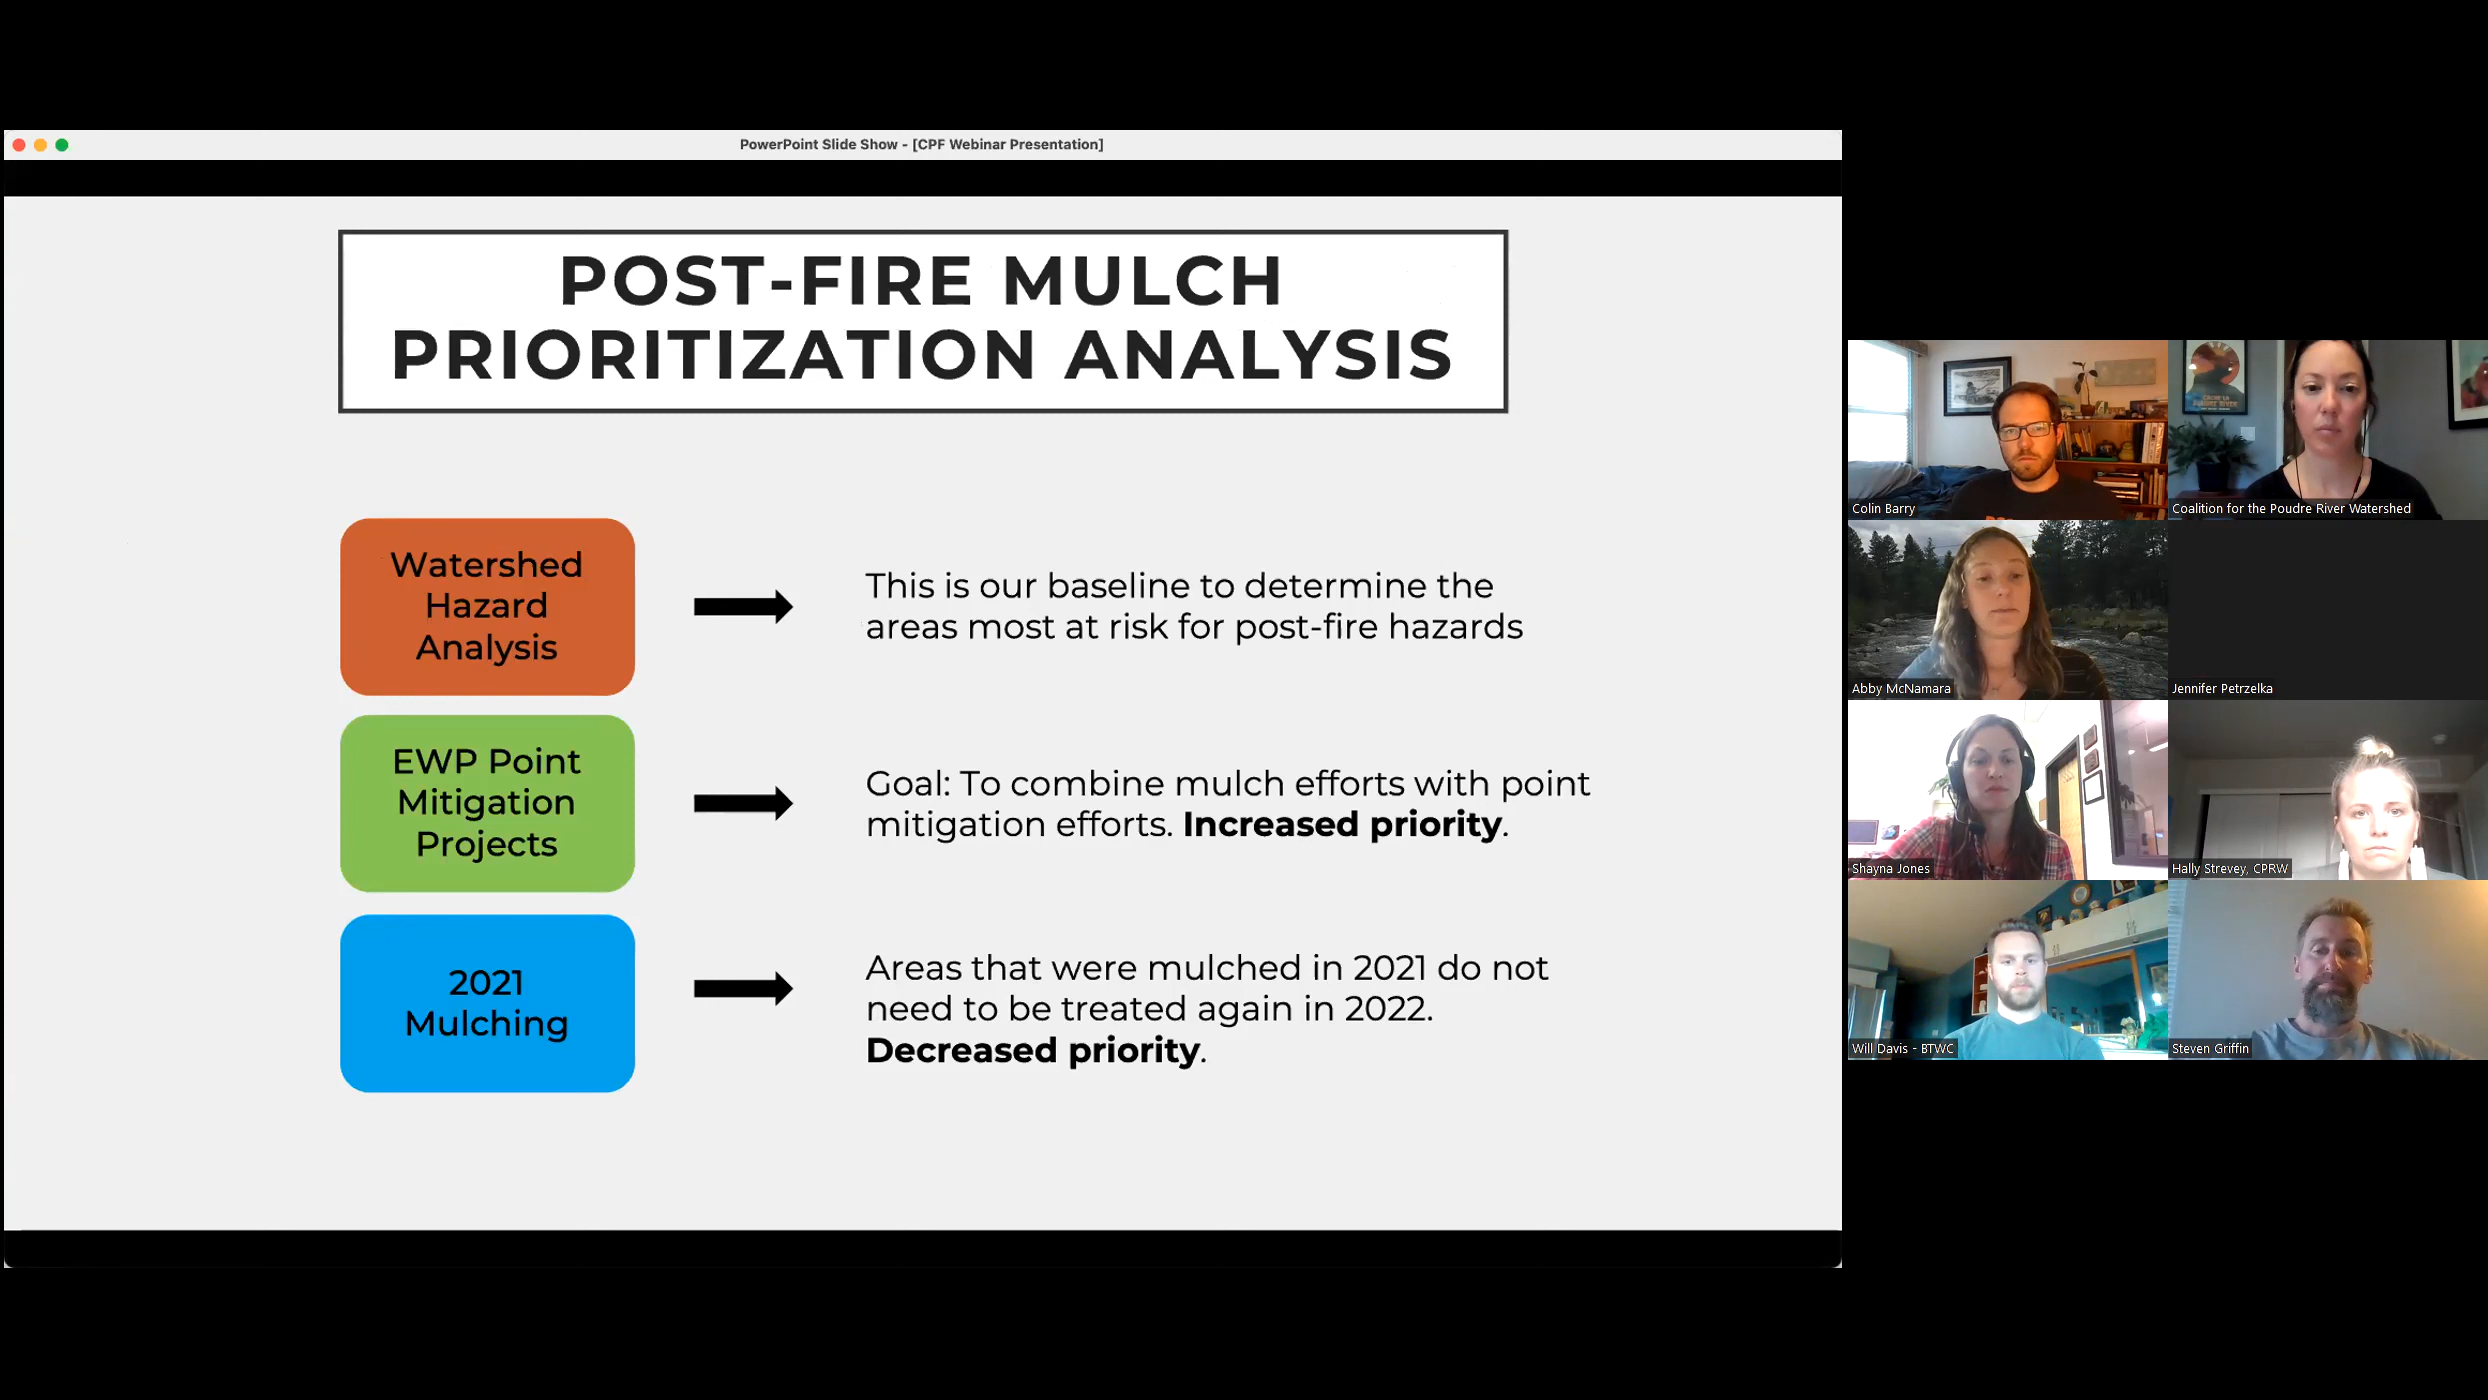 PowerPoint Slide Show - [CPF Webinar Presentation]
POST-FIRE MULCH
PRIORITIZATION ANALYSIS
Watershed
Hazard
Analysis
This is our baseline to determine the
areas most at risk for post-fire hazards
EWP Point
Mitigation
Projects
Goal: To combine mulch efforts with point
mitigation efforts. Increased priority.
2021
Mulching
Areas that were mulched in 2021 do not
need to be treated again in 2022.
Decreased priority.
Colin Barry
CACHE LA
POUDRE RIVER
Coalition for the Poudre River Watershed
Abby McNamara
Jennifer Petrzelka
Shayna Jones
Hally Strevey, CPRW
Will Davis - BTWC
Steven Griffin